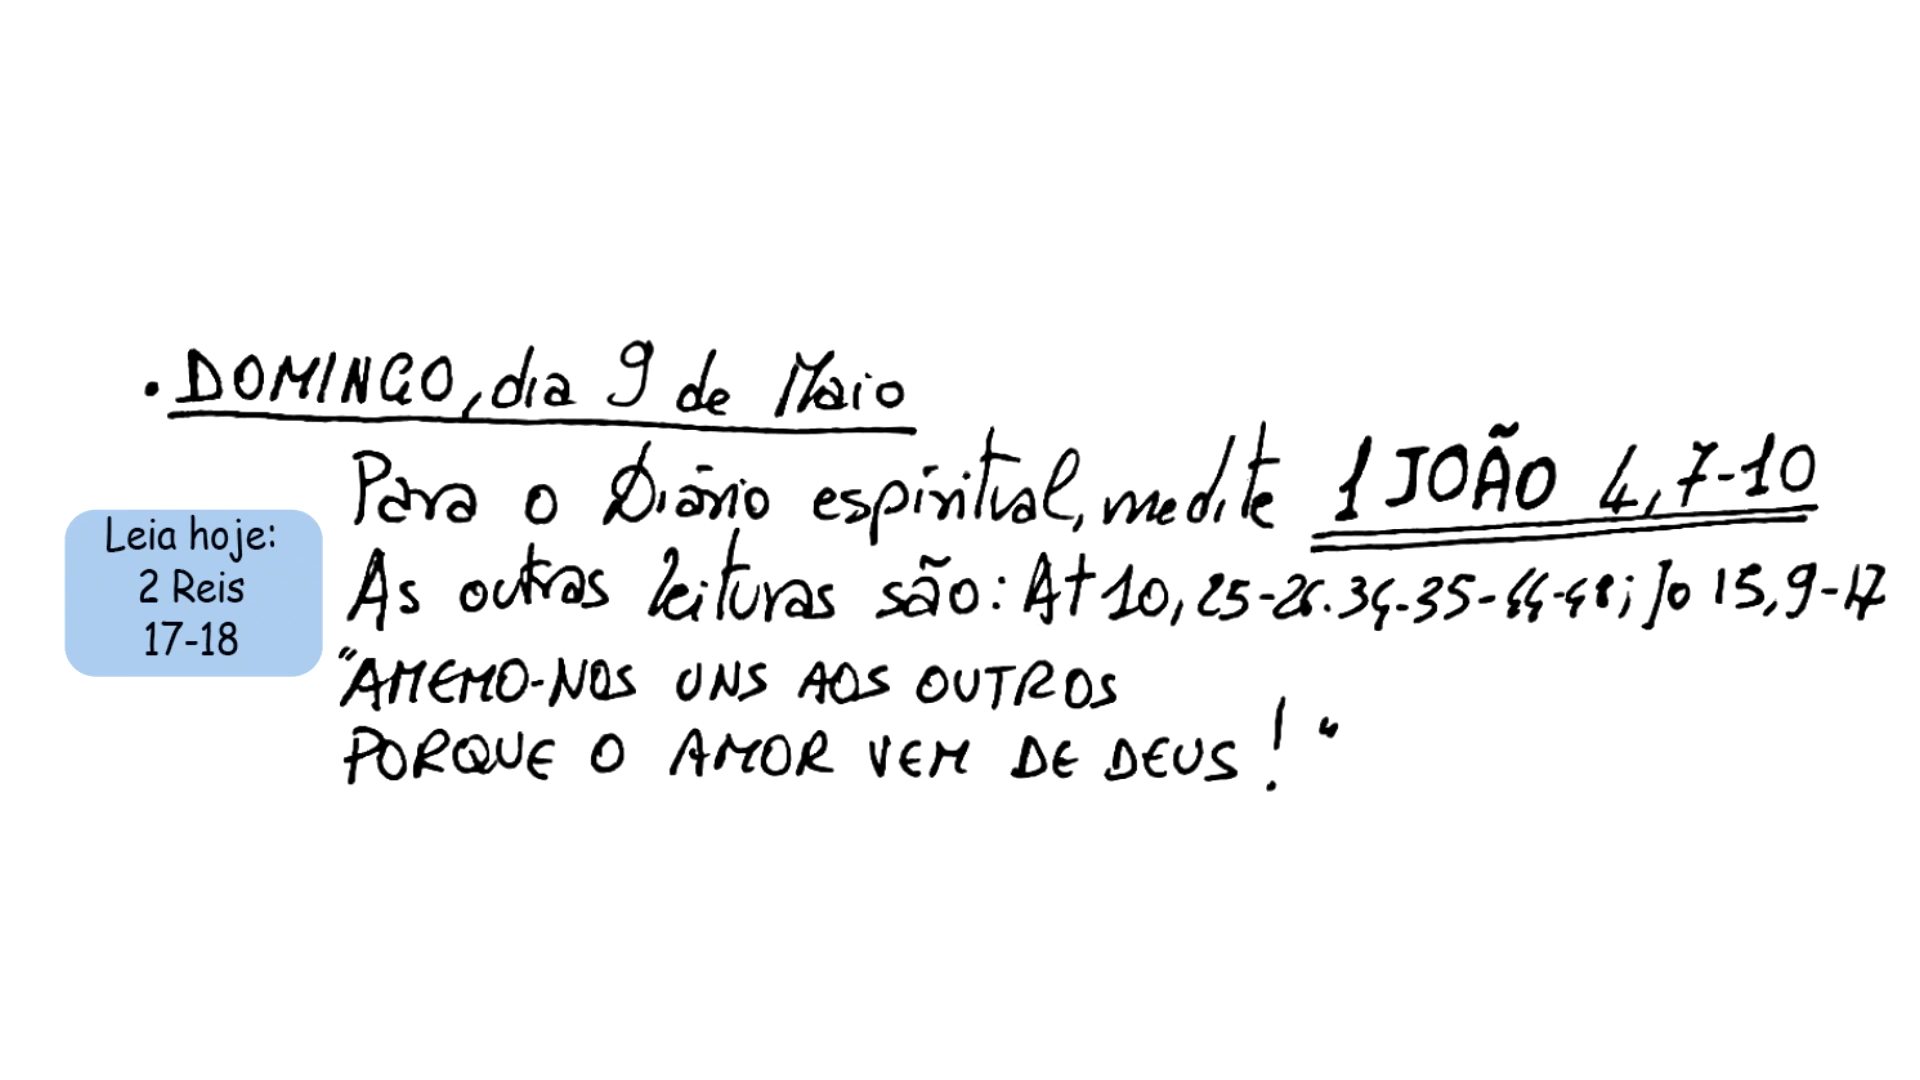 . DOMINGO, dia 9 de Maio
Para o Diário espíritual, medite 1 JOÃO 4, 7-10
Leia hoje:
2 Reis
17-18
As outras leituras são: At 10, 25-26.34-35-44-48; Jo 15, 9-17
"AMEMO-NOS UNS AOS OUTROS
PORQUE O AMOR VEM DE DEUS!"